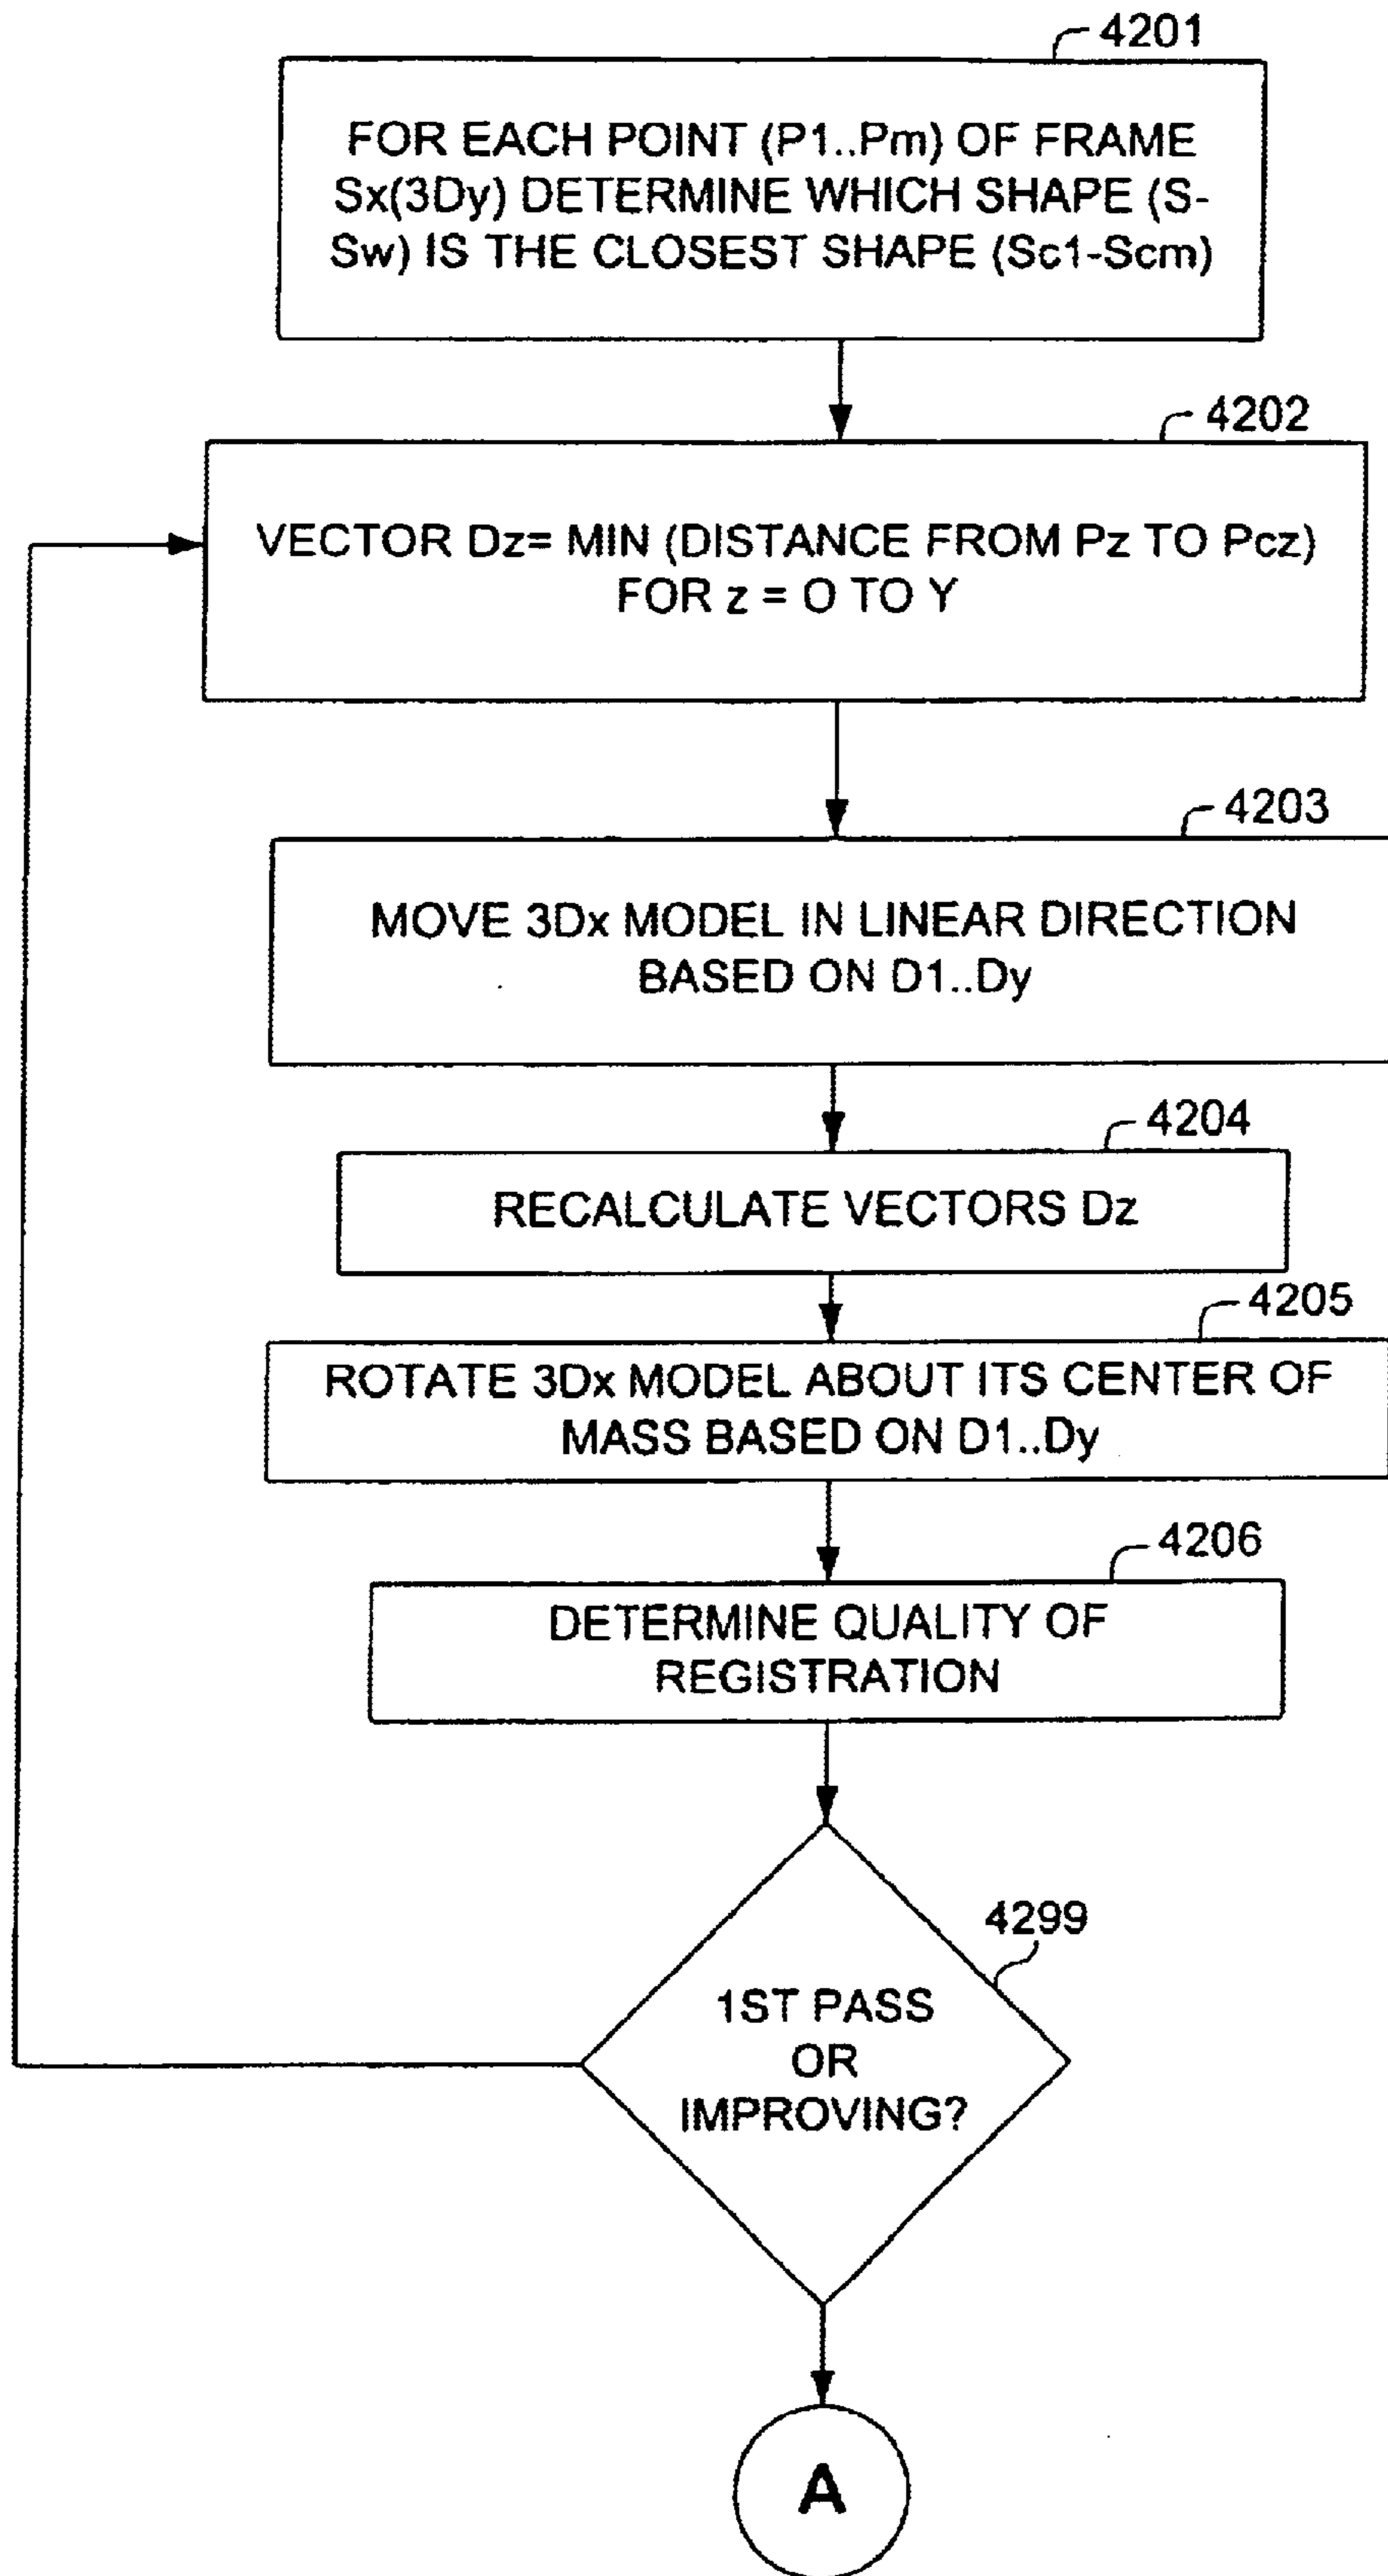 4201
FOR EACH POINT (P1..Pm) OF FRAME
Sx(3Dy) DETERMINE WHICH SHAPE (S-
Sw) IS THE CLOSEST SHAPE (Sc1-Scm)
4202
VECTOR Dz= MIN (DISTANCE FROM Pz TO Pcz)
FOR z = O TO Y
4203
MOVE 3Dx MODEL IN LINEAR DIRECTION
BASED ON D1..Dy
4204
RECALCULATE VECTORS Dz
4205
ROTATE 3Dx MODEL ABOUT ITS CENTER OF
MASS BASED ON D1..Dy
4206
DETERMINE QUALITY OF
REGISTRATION
4299
1ST PASS
OR
IMPROVING?
A